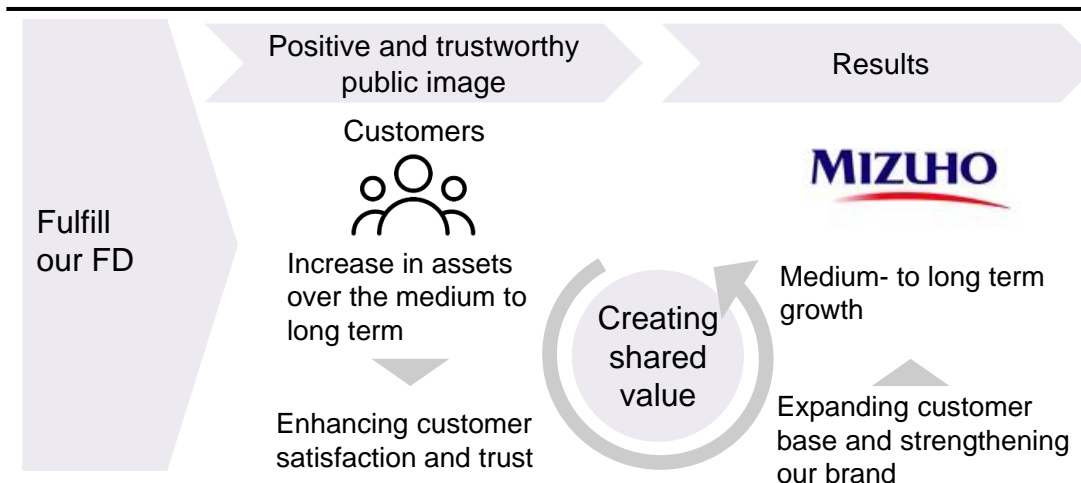 Fulfill
our FD
Positive and trustworthy
public image
Customers
Increase in assets
over the medium to
long term
Enhancing customer
satisfaction and trust
Creating
shared
value
Results
MIZUHO
Medium- to long term
growth
Expanding customer
base and strengthening
our brand